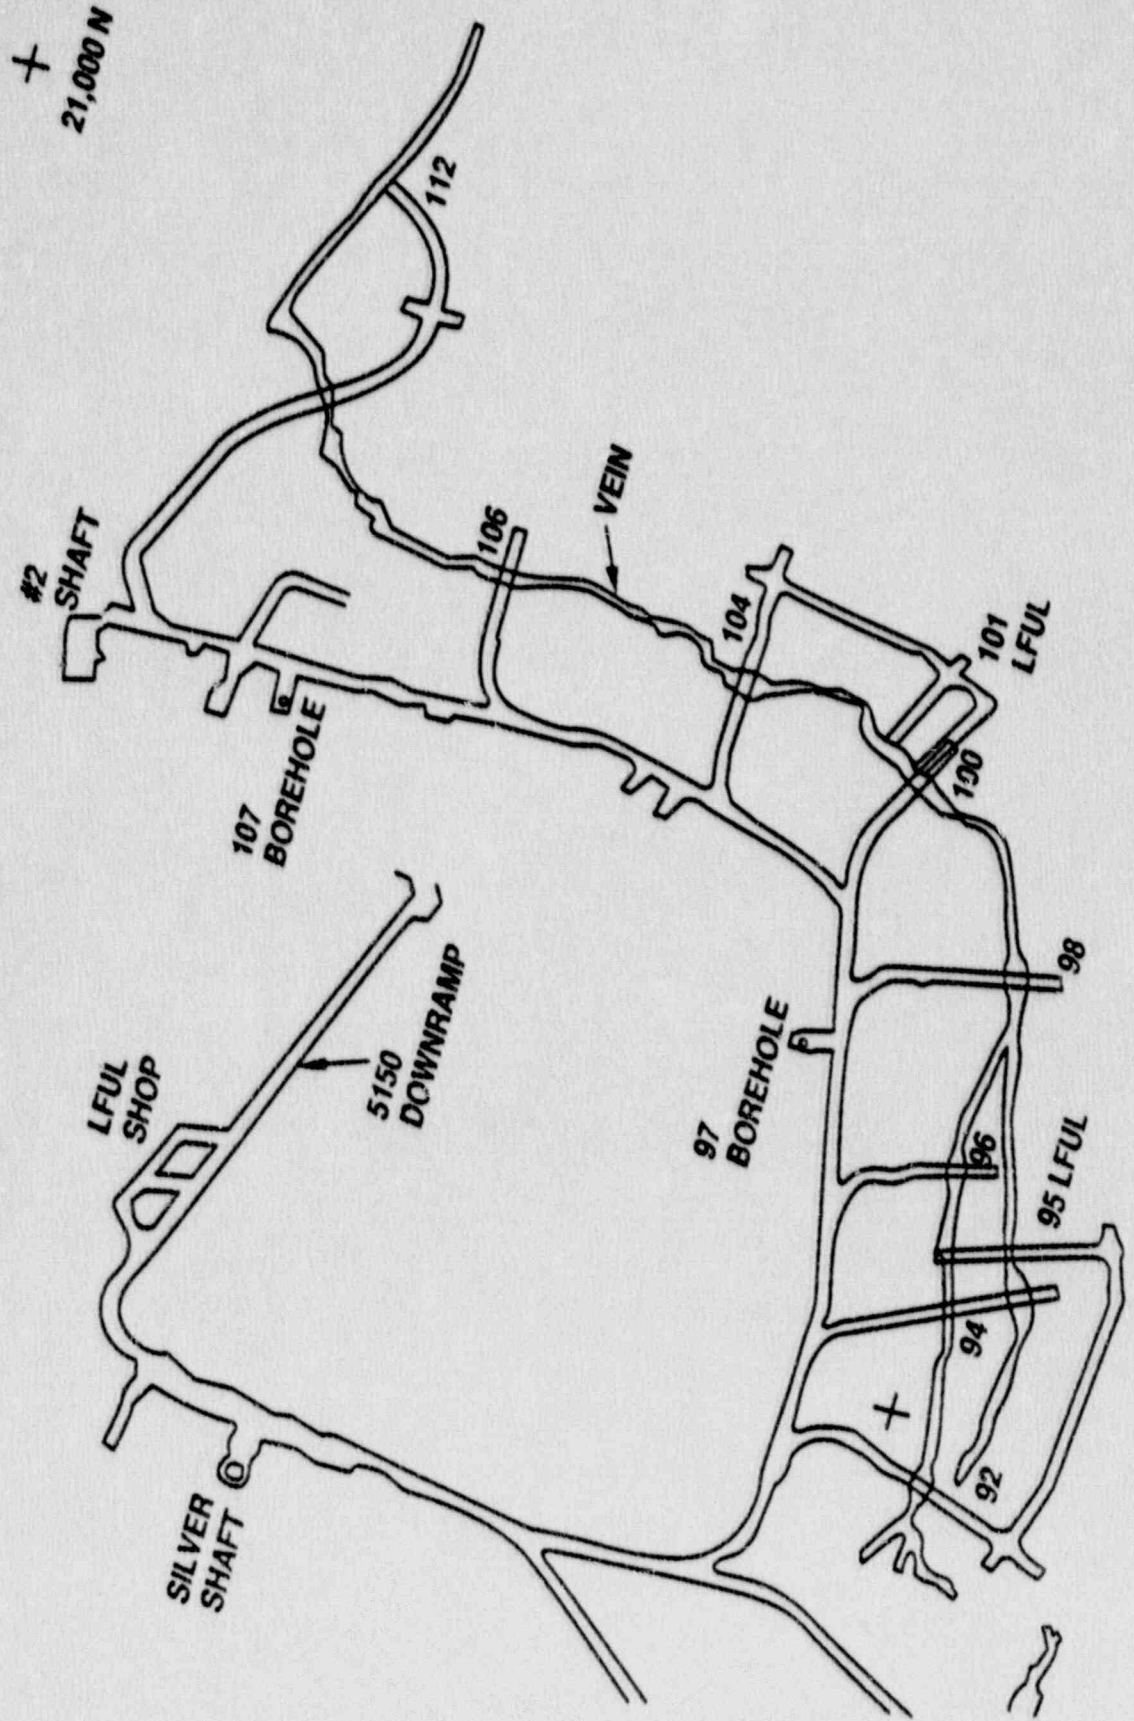 21,000 N
112
#2
SHAFT
106
VEIN
107
BOREHOLE
104
101
LFUL
100
LFUL
SHOP
5150
DOWNRAMP
97
BOREHOLE
98
96
95 LFUL
94
92
SILVER
SHAFT